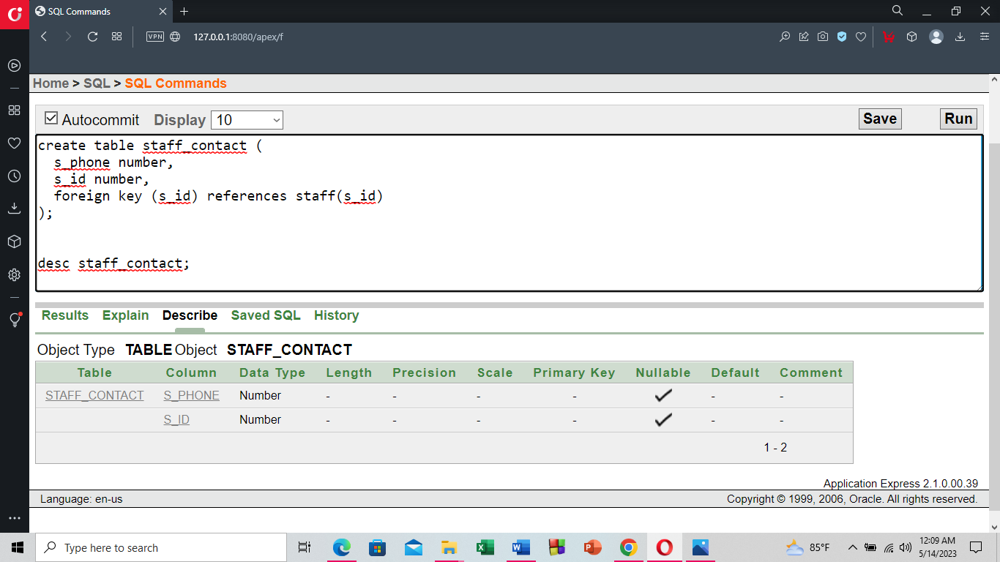 SQL Commands
VPN 127.0.0.1:8080/apex/f
Home > SQL > SQL Commands
Autocommit Display 10 Save Run
create table staff_contact (
s_phone number,
s_id number,
foreign key (s_id) references staff(s_id)
);
desc staff_contact;
Results Explain Describe Saved SQL History
Object Type TABLE Object STAFF_CONTACT
Table Column Data Type Length Precision Scale Primary Key Nullable Default Comment
STAFF_CONTACT S_PHONE Number - - - - - -
S_ID Number - - - - - -
1 - 2
Application Express 2.1.0.00.39
Language: en-us Copyright © 1999, 2006, Oracle. All rights reserved.
Type here to search 85°F 12:09 AM
5/14/2023